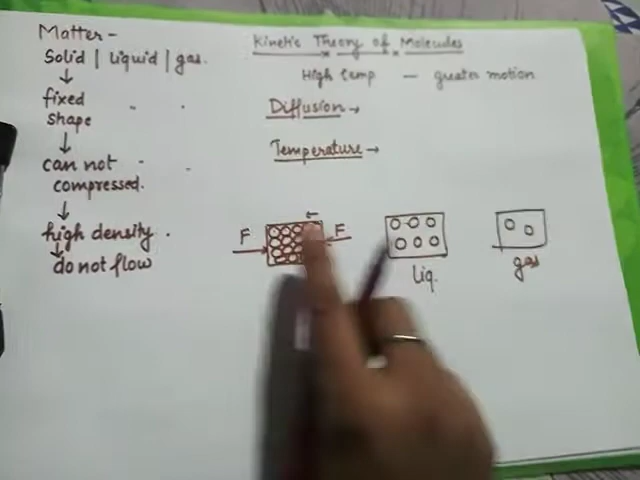 Matter -
Solid | Liquid | gas.
fixed shape
can not compressed.
high density .
do not flow
Kinetic Theory of Molecules
High temp — greater motion
Diffusion →
Temperature →
F
F
Liq.
gas